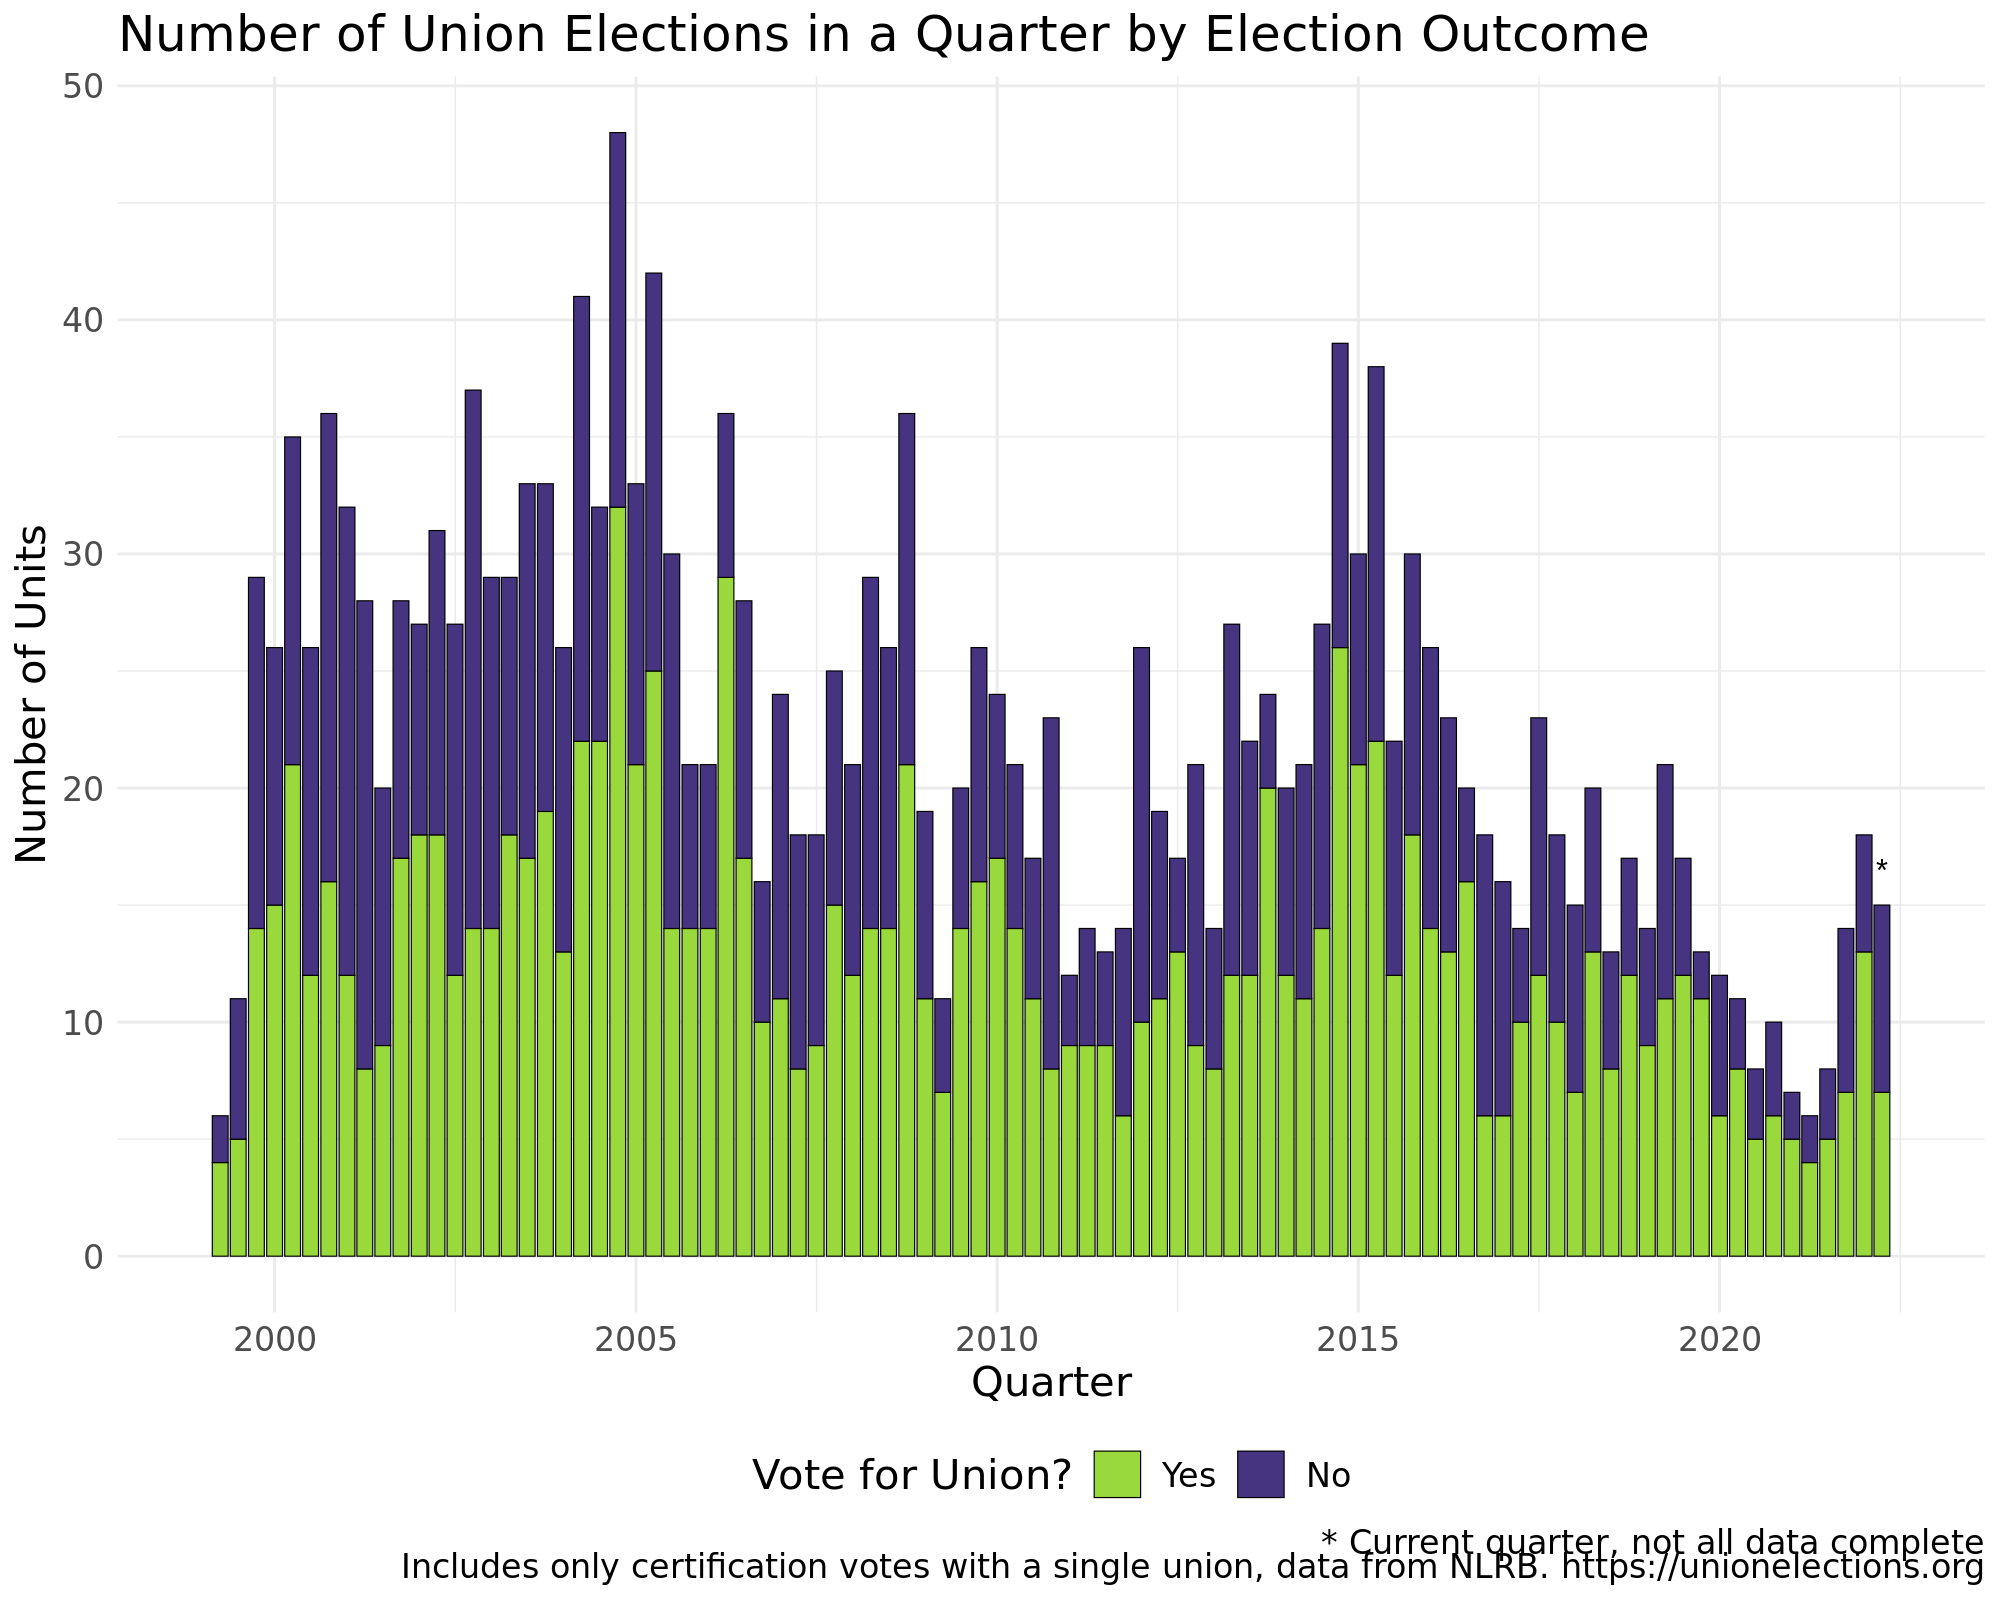 Number of Union Elections in a Quarter by Election Outcome
50
40
30
20
10
0
Number of Units
*
2000 2005 2010 2015 2020
Quarter
Vote for Union? Yes No
* Current quarter, not all data complete
Includes only certification votes with a single union, data from NLRB. https://unionelections.org